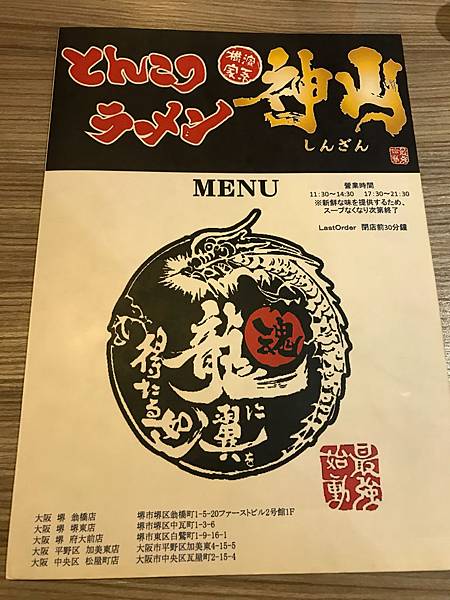 とんこつ
ラーメン
横濱
家系
神山
しんざん
MENU
営業時間
11:30〜14:30　17:30〜21:30
※新鮮な味を提供するため、
スープなくなり次第終了
LastOrder　閉店前30分鐘
龍
魂
に
翼
を
得たる如し
最強
始動
大阪　堺　翁橋店　堺市堺区翁橋町1-5-20ファーストビル2号館1F
大阪　堺　堺東店　堺市堺区中瓦町1-3-6
大阪　堺　府大前店　堺市東区白鷺町1-9-16-1
大阪　平野区　加美東店　大阪市平野区加美東4-15-5
大阪　中央区　松屋町店　大阪市中央区瓦屋町2-15-4